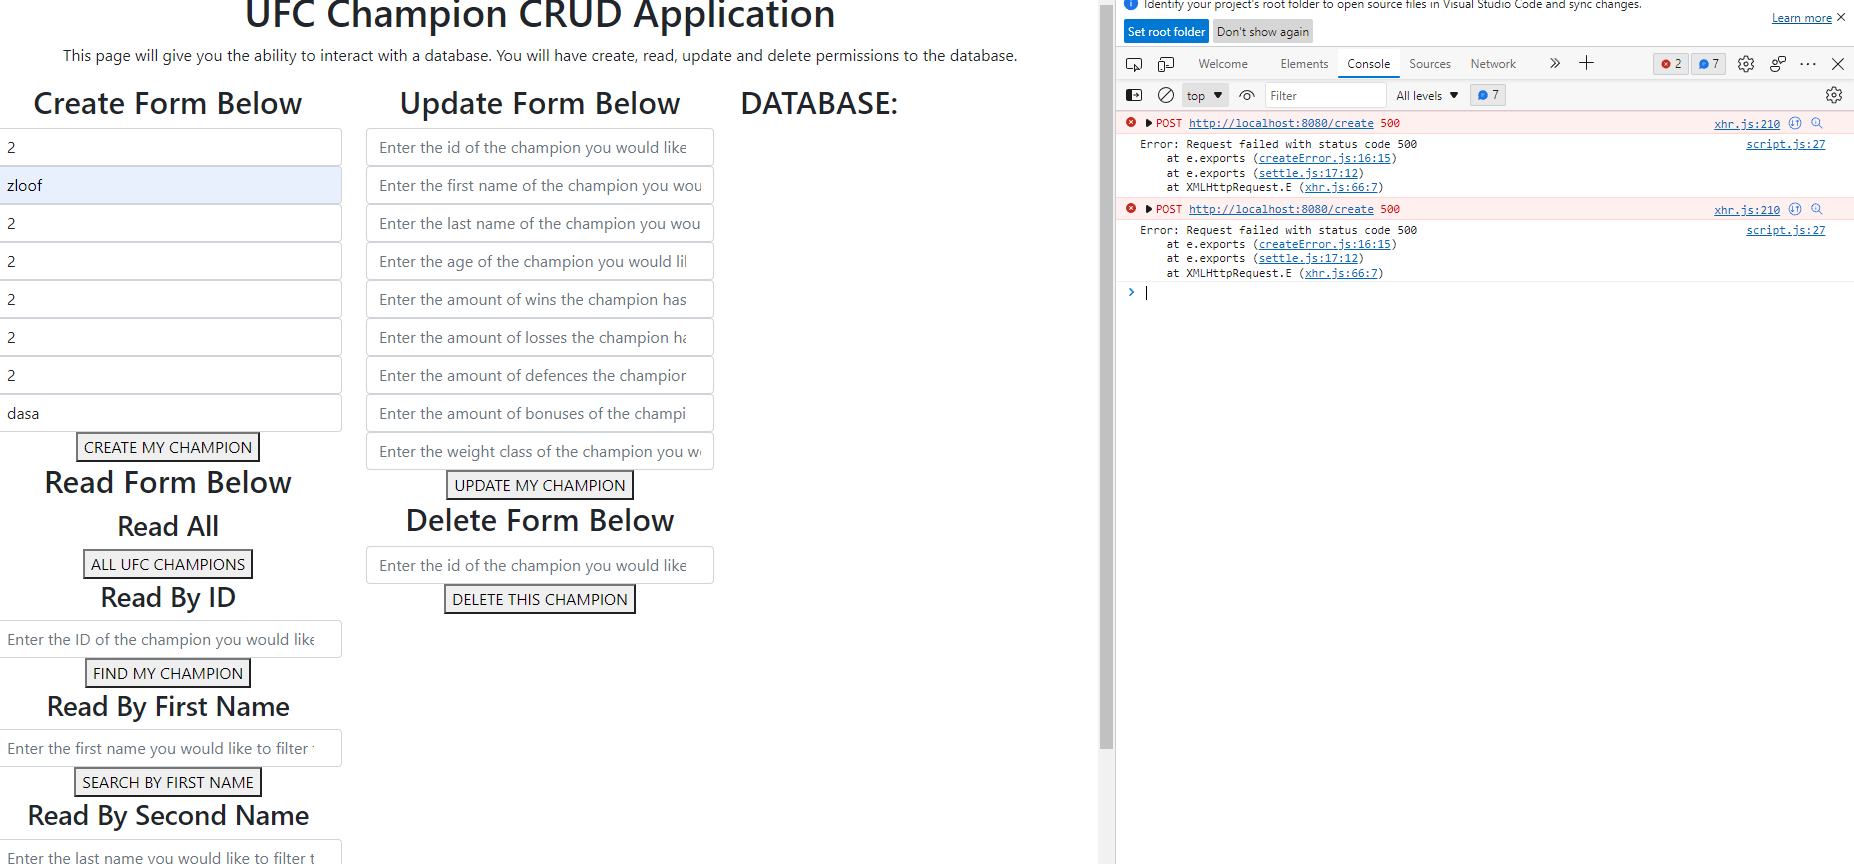 UFC Champion CRUD Application
This page will give you the ability to interact with a database. You will have create, read, update and delete permissions to the database.
Create Form Below
2
zloof
2
2
2
2
2
dasa
CREATE MY CHAMPION
Read Form Below
Read All
ALL UFC CHAMPIONS
Read By ID
Enter the ID of the champion you would like
FIND MY CHAMPION
Read By First Name
Enter the first name you would like to filter
SEARCH BY FIRST NAME
Read By Second Name
Enter the last name you would like to filter t
Update Form Below
Enter the id of the champion you would like
Enter the first name of the champion you wou
Enter the last name of the champion you wou
Enter the age of the champion you would li
Enter the amount of wins the champion has
Enter the amount of losses the champion ha
Enter the amount of defences the champion
Enter the amount of bonuses of the champi
Enter the weight class of the champion you w
UPDATE MY CHAMPION
Delete Form Below
Enter the id of the champion you would like
DELETE THIS CHAMPION
DATABASE:
Identify your project's root folder to open source files in Visual Studio Code and sync changes.
Learn more
Set root folder Don't show again
Welcome Elements Console Sources Network 2 7
top Filter All levels 7
POST http://localhost:8080/create 500 xhr.js:210
Error: Request failed with status code 500 script.js:27
at e.exports (createError.js:16:15)
at e.exports (settle.js:17:12)
at XMLHttpRequest.E (xhr.js:66:7)
POST http://localhost:8080/create 500 xhr.js:210
Error: Request failed with status code 500 script.js:27
at e.exports (createError.js:16:15)
at e.exports (settle.js:17:12)
at XMLHttpRequest.E (xhr.js:66:7)